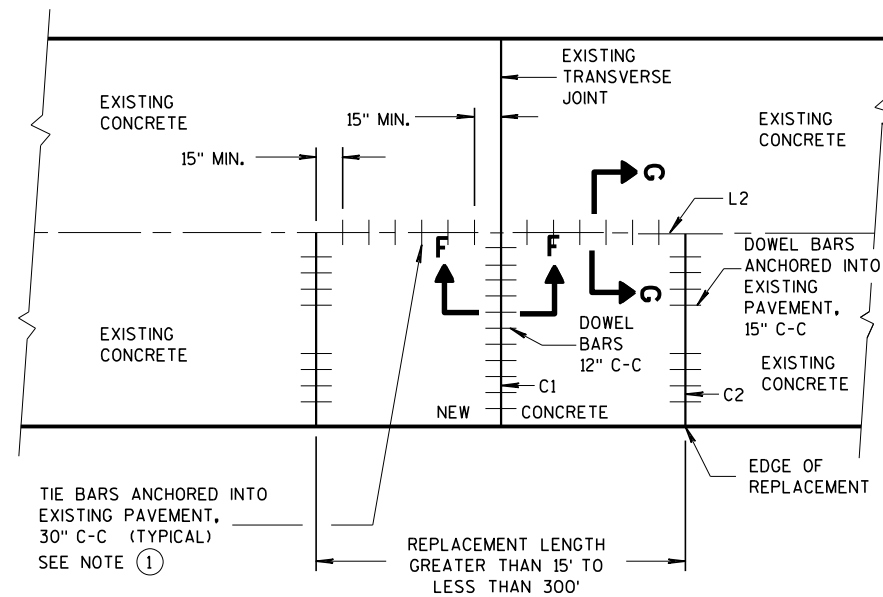 EXISTING
TRANSVERSE
JOINT
EXISTING
CONCRETE
15" MIN.
EXISTING
CONCRETE
15" MIN.
G
L2
F
F
DOWEL BARS
ANCHORED INTO
EXISTING
PAVEMENT,
15" C-C
G
EXISTING
CONCRETE
DOWEL
BARS
12" C-C
EXISTING
CONCRETE
C1
C2
NEW
CONCRETE
EDGE OF
REPLACEMENT
TIE BARS ANCHORED INTO
EXISTING PAVEMENT,
30" C-C (TYPICAL)
SEE NOTE 1
REPLACEMENT LENGTH
GREATER THAN 15' TO
LESS THAN 300'